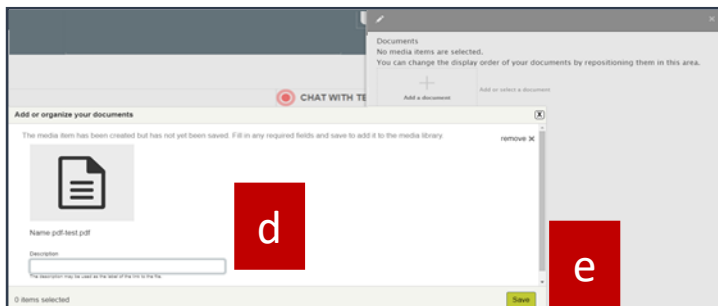 Documents
No media items are selected.
You can change the display order of your documents by repositioning them in this area.
Add a document
Add or select a document
CHAT WITH TE
Add or organize your documents
X
The media item has been created but has not yet been saved. Fill in any required fields and save to add it to the media library.
remove X
Name pdf-test.pdf
d
Description
The description may be used as the label of the link to the file.
e
0 items selected
Save